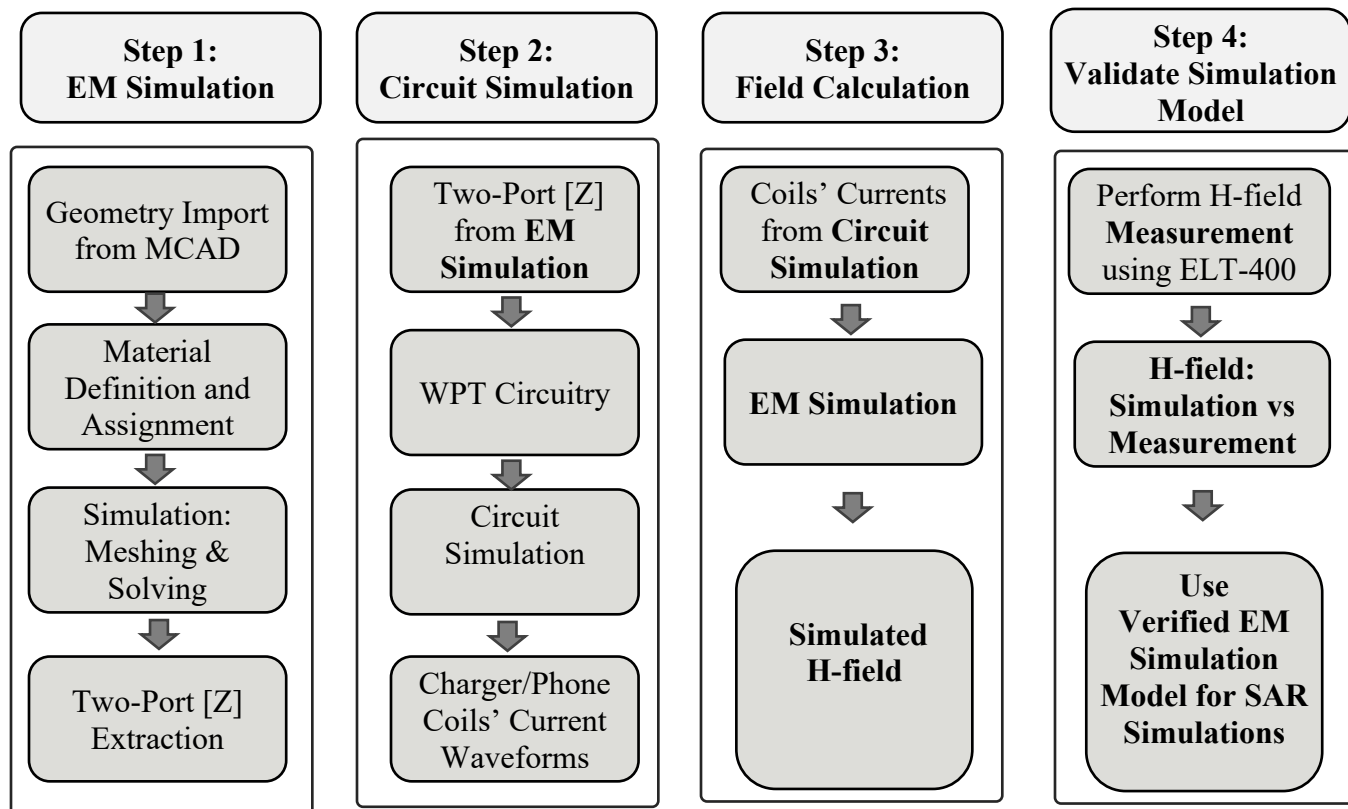 Step 1:
EM Simulation
Geometry Import
from MCAD
Material
Definition and
Assignment
Simulation:
Meshing &
Solving
Two-Port [Z]
Extraction
Step 2:
Circuit Simulation
Two-Port [Z]
from EM
Simulation
WPT Circuitry
Circuit
Simulation
Charger/Phone
Coils’ Current
Waveforms
Step 3:
Field Calculation
Coils’ Currents
from Circuit
Simulation
EM Simulation
Simulated
H-field
Step 4:
Validate Simulation
Model
Perform H-field
Measurement
using ELT-400
H-field:
Simulation vs
Measurement
Use
Verified EM
Simulation
Model for SAR
Simulations